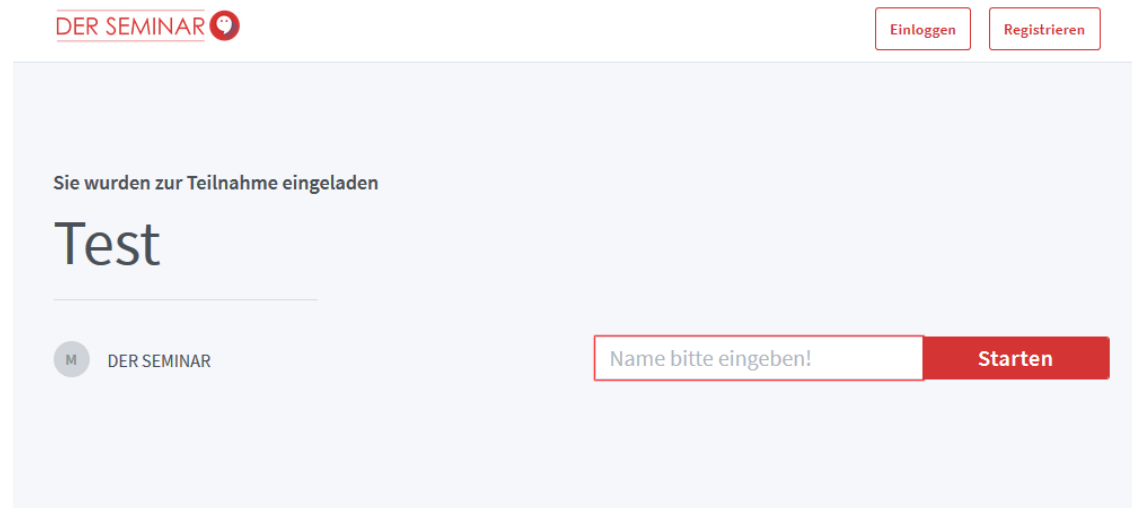 DER SEMINAR
Einloggen
Registrieren
Sie wurden zur Teilnahme eingeladen
Test
M
DER SEMINAR
Name bitte eingeben!
Starten